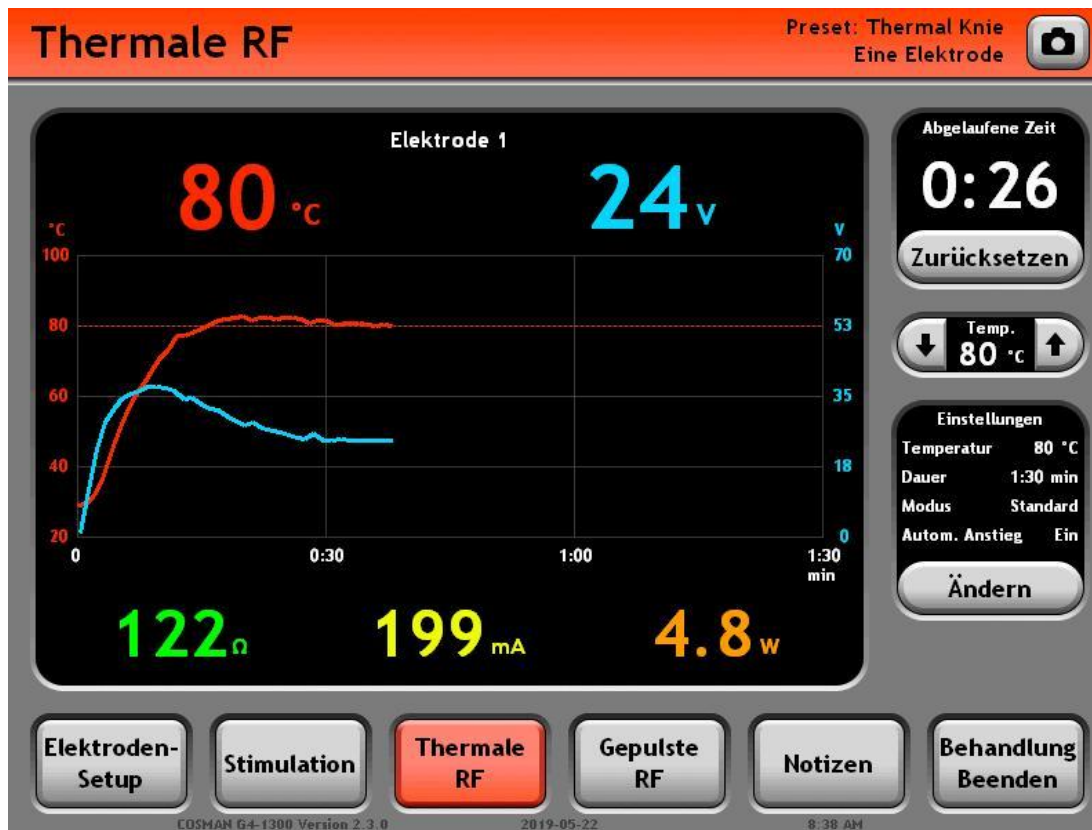 Thermale RF
Preset: Thermal Knie
Eine Elektrode
Elektrode 1
80 °C
24 V
°C
V
100
70
80
53
60
35
40
18
20
0
0
0:30
1:00
1:30
min
122 Ω
199 mA
4.8 W
Abgelaufene Zeit
0:26
Zurücksetzen
Temp.
80 °C
Einstellungen
Temperatur 80 °C
Dauer 1:30 min
Modus Standard
Autom. Anstieg Ein
Ändern
Elektroden-
Setup
Stimulation
Thermale
RF
Gepulste
RF
Notizen
Behandlung
Beenden
COSMAN G4-1300 Version 2.3.0 2019-05-22 8:38 AM